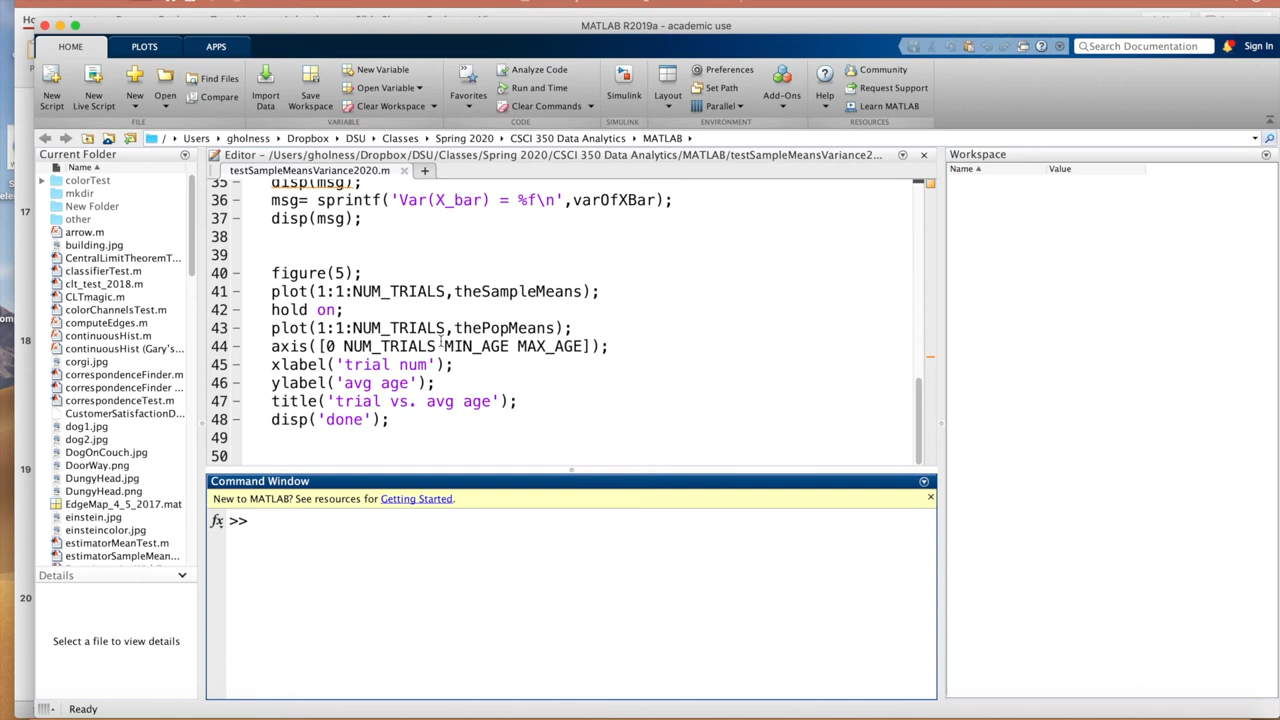 MATLAB R2019a - academic use
HOME PLOTS APPS
Search Documentation
Sign In
New Script
New Live Script
New
Open
Find Files
Compare
Import Data
Save Workspace
New Variable
Open Variable
Clear Workspace
Favorites
Analyze Code
Run and Time
Clear Commands
Simulink
Layout
Preferences
Set Path
Parallel
Add-Ons
Help
Community
Request Support
Learn MATLAB
FILE VARIABLE CODE SIMULINK ENVIRONMENT RESOURCES
/ Users gholness Dropbox DSU Classes Spring 2020 CSCI 350 Data Analytics MATLAB
Current Folder
Name
colorTest
mkdir
New Folder
other
arrow.m
building.jpg
CentralLimitTheoremT...
classifierTest.m
clt_test_2018.m
CLTmagic.m
colorChannelsTest.m
computeEdges.m
continuousHist.m
continuousHist (Gary's...
corgi.jpg
correspondenceFinder.m
correspondenceFinder ...
correspondenceTest.m
CustomerSatisfactionD...
dog1.jpg
dog2.jpg
DogOnCouch.jpg
DoorWay.png
DungyHead.jpg
DungyHead.png
EdgeMap_4_5_2017.mat
einstein.jpg
einsteincolor.jpg
estimatorMeanTest.m
estimatorSampleMean...
Details
Select a file to view details
Ready
17
18
19
20
Editor - /Users/gholness/Dropbox/DSU/Classes/Spring 2020/CSCI 350 Data Analytics/MATLAB/testSampleMeansVariance2...
testSampleMeansVariance2020.m
35 disp(msg);
36 msg= sprintf('Var(X_bar) = %f\n',varOfXBar);
37 disp(msg);
38
39
40 figure(5);
41 plot(1:1:NUM_TRIALS,theSampleMeans);
42 hold on;
43 plot(1:1:NUM_TRIALS,thePopMeans);
44 axis([0 NUM_TRIALS MIN_AGE MAX_AGE]);
45 xlabel('trial num');
46 ylabel('avg age');
47 title('trial vs. avg age');
48 disp('done');
49
50
Command Window
New to MATLAB? See resources for Getting Started.
fx >>
Workspace
Name Value